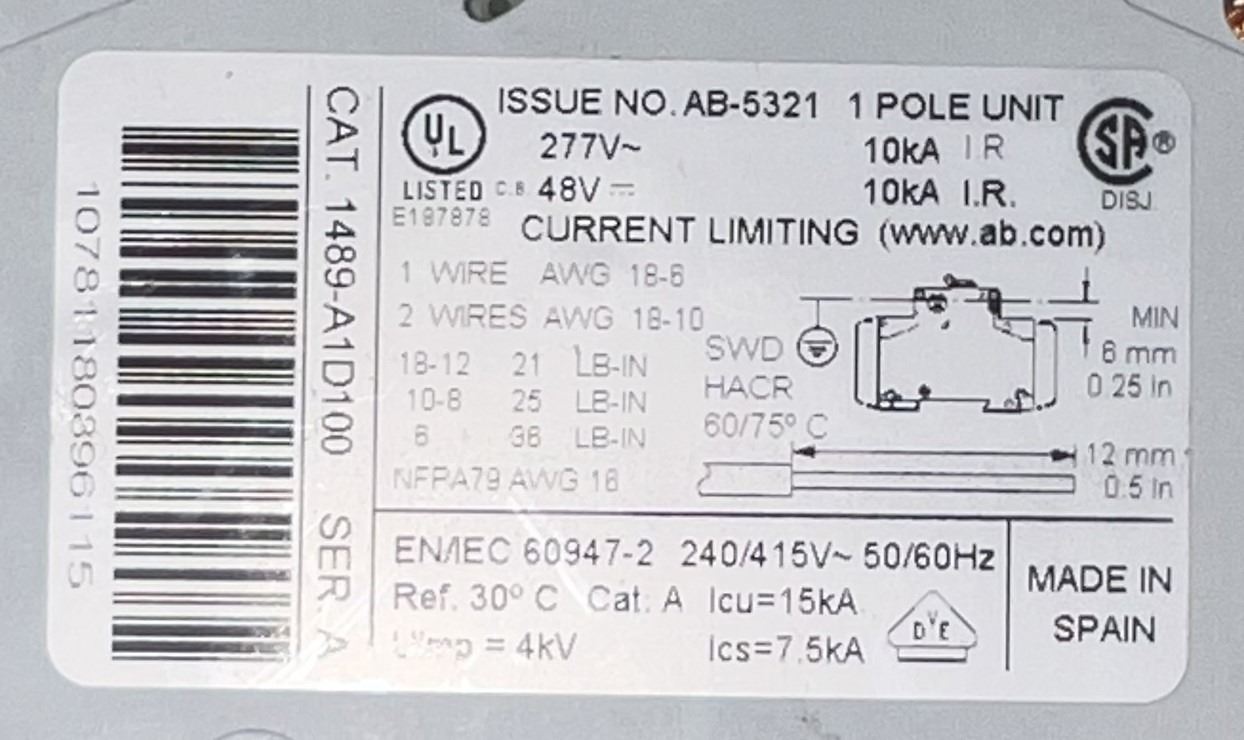 10781180896115
CAT. 1489-A1D100 SER. A
UL
LISTED C.B.
E197878
ISSUE NO. AB-5321 1 POLE UNIT
277V~ 10kA I R
48V⎓ 10kA I.R.
CURRENT LIMITING (www.ab.com)
SA®
DISJ
1 WIRE AWG 18-6
2 WIRES AWG 18-10
18-12 21 LB-IN
10-8 25 LB-IN
6 36 LB-IN
NFPA79 AWG 18
SWD
HACR
60/75° C
MIN
6 mm
0.25 in
12 mm
0.5 in
EN/IEC 60947-2 240/415V~ 50/60Hz
Ref. 30° C Cat. A Icu=15kA
= 4kV Ics=7.5kA
DVE
MADE IN
SPAIN